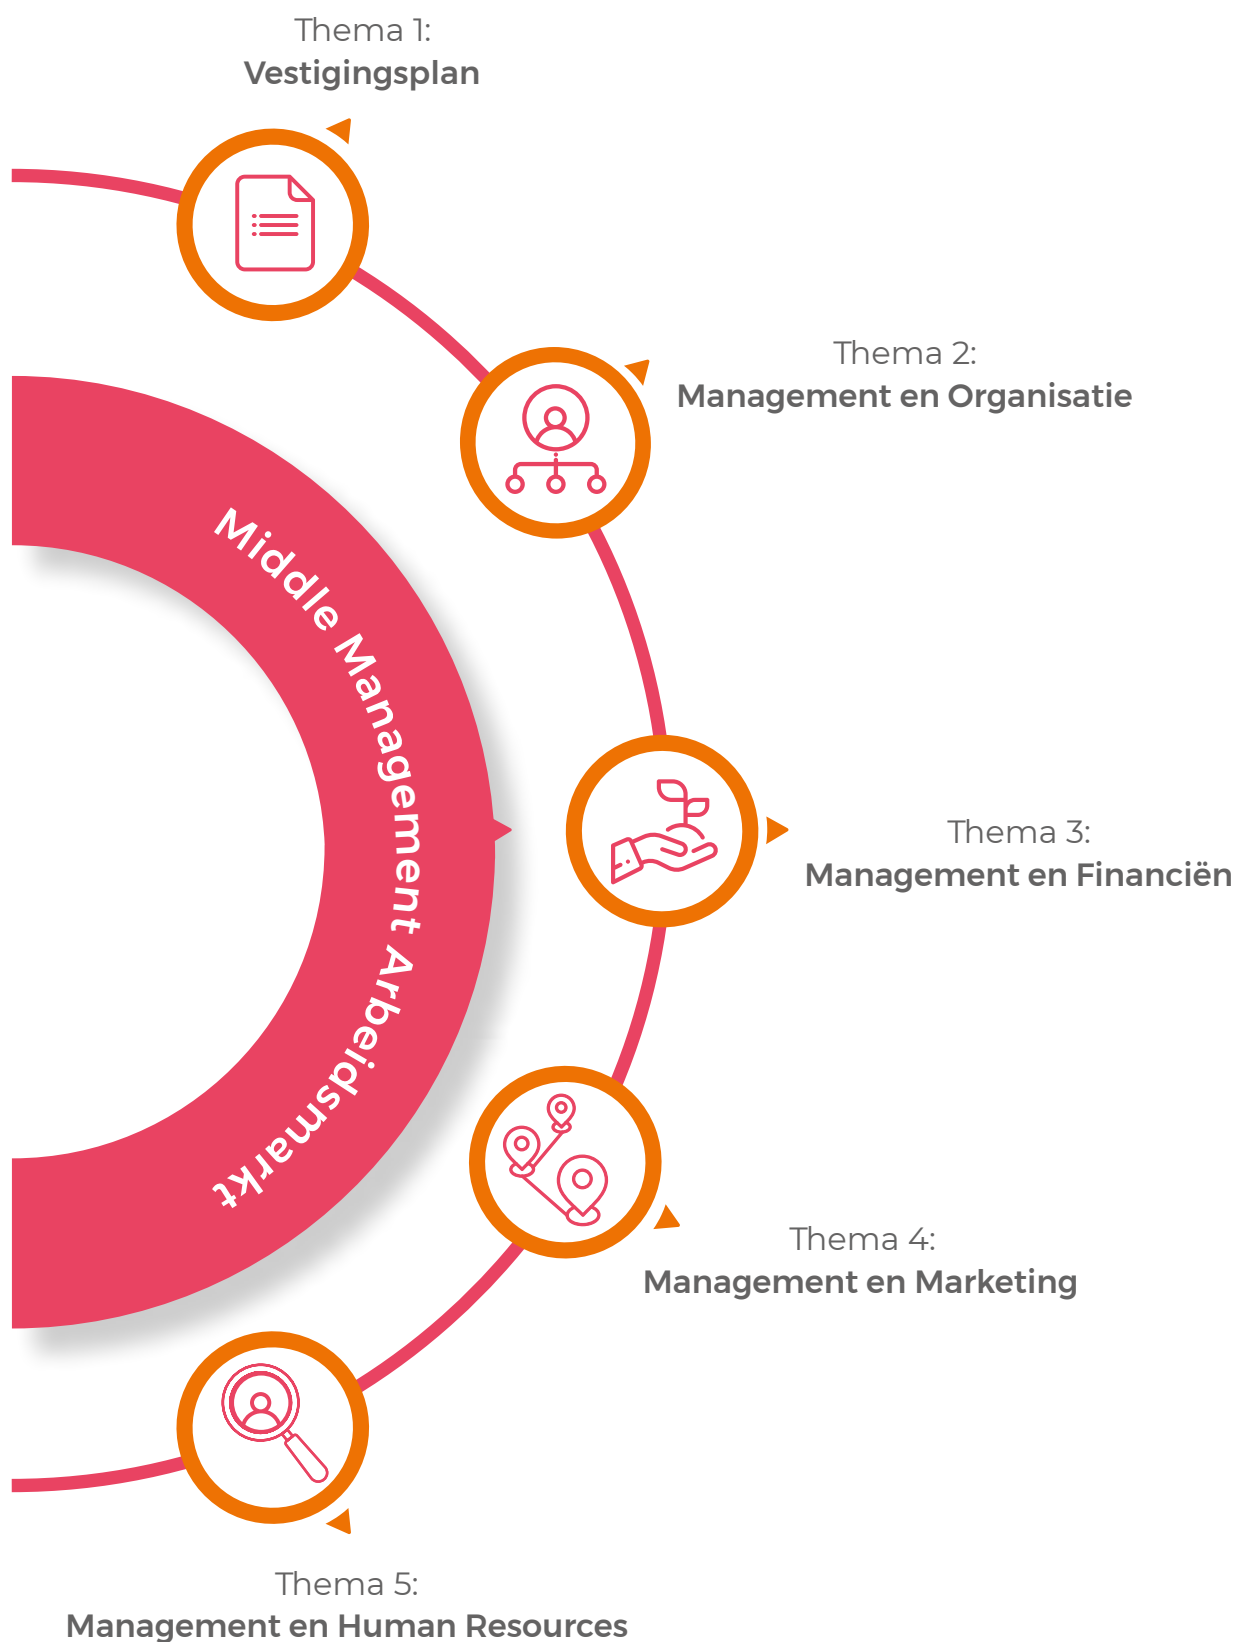 Thema 1:
Vestigingsplan
Thema 2:
Management en Organisatie
Middle Management Arbeidsmarkt
Thema 3:
Management en Financiën
Thema 4:
Management en Marketing
Thema 5:
Management en Human Resources